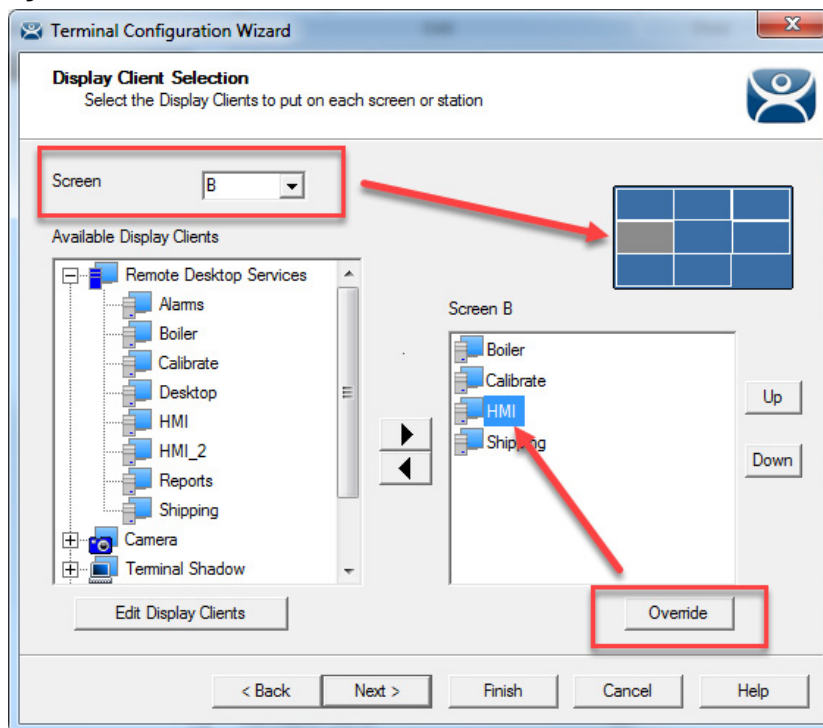 Terminal Configuration Wizard
Display Client Selection
Select the Display Clients to put on each screen or station
Screen
B
Available Display Clients
Remote Desktop Services
Alarms
Boiler
Calibrate
Desktop
HMI
HMI_2
Reports
Shipping
Camera
Terminal Shadow
Screen B
Boiler
Calibrate
HMI
Shipping
Up
Down
Edit Display Clients
Override
< Back
Next >
Finish
Cancel
Help